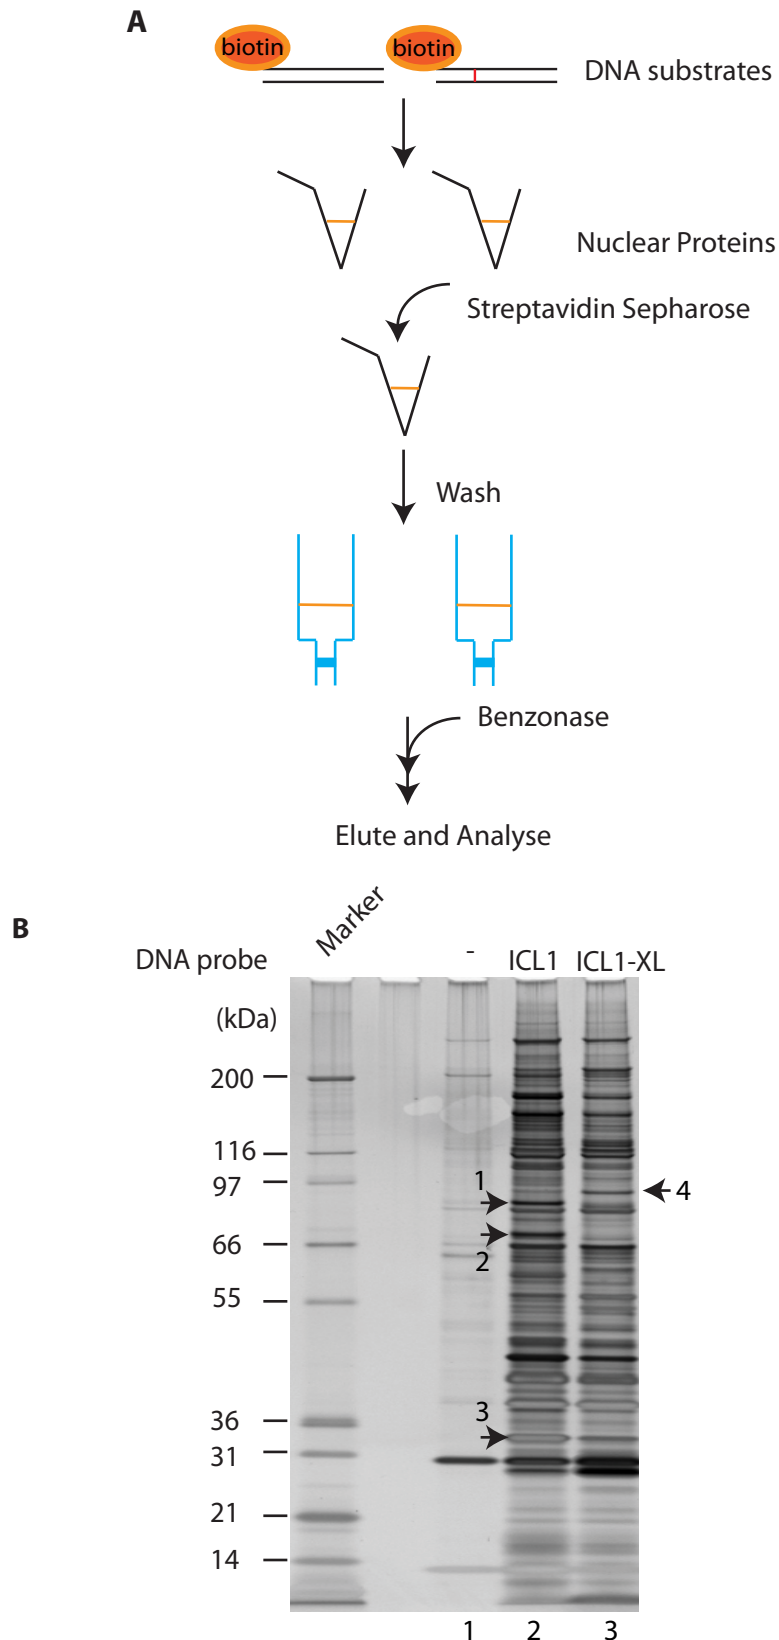 A
biotin
biotin
DNA substrates
Nuclear Proteins
Streptavidin Sepharose
Wash
Benzonase
Elute and Analyse
B
Marker
DNA probe - ICL1 ICL1-XL
(kDa)
200
116
97
1
4
66
2
55
36
3
31
21
14
1 2 3